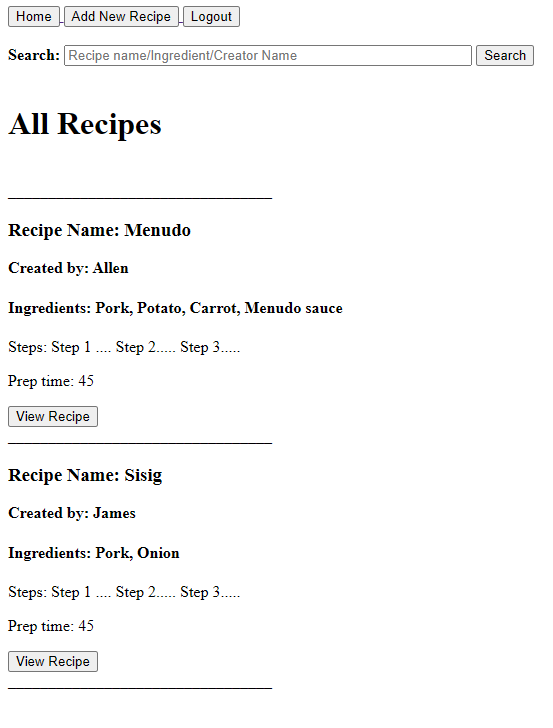 Home Add New Recipe Logout
Search: Recipe name/Ingredient/Creator Name Search
All Recipes
_________________________________
Recipe Name: Menudo
Created by: Allen
Ingredients: Pork, Potato, Carrot, Menudo sauce
Steps: Step 1 .... Step 2..... Step 3.....
Prep time: 45
View Recipe
_________________________________
Recipe Name: Sisig
Created by: James
Ingredients: Pork, Onion
Steps: Step 1 .... Step 2..... Step 3.....
Prep time: 45
View Recipe
_________________________________